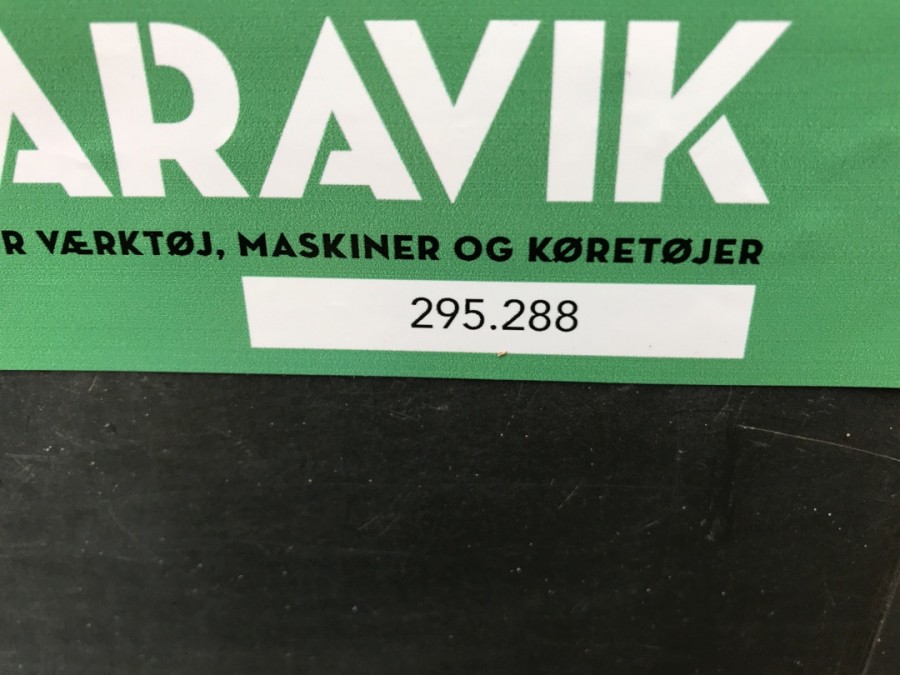 ARAVIK
R VÆRKTØJ, MASKINER OG KØRETØJER
295.288